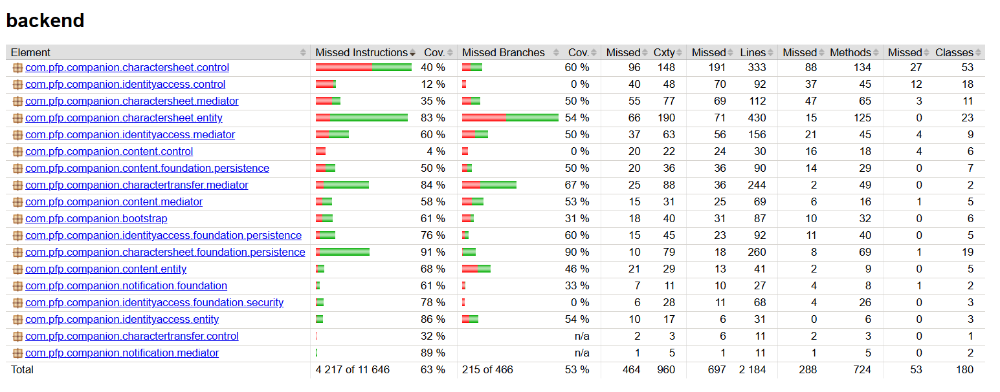 backend
Element Missed Instructions Cov. Missed Branches Cov. Missed Cxty Missed Lines Missed Methods Missed Classes
com.pfp.companion.charactersheet.control 40 % 60 % 96 148 191 333 88 134 27 53
com.pfp.companion.identityaccess.control 12 % 0 % 40 48 70 92 37 45 12 18
com.pfp.companion.charactersheet.mediator 35 % 50 % 55 77 69 112 47 65 3 11
com.pfp.companion.charactersheet.entity 83 % 54 % 66 190 71 430 15 125 0 23
com.pfp.companion.identityaccess.mediator 60 % 50 % 37 63 56 156 21 45 4 9
com.pfp.companion.content.control 4 % 0 % 20 22 24 30 16 18 4 6
com.pfp.companion.content.foundation.persistence 50 % 50 % 20 36 36 90 14 29 0 7
com.pfp.companion.charactertransfer.mediator 84 % 67 % 25 88 36 244 2 49 0 2
com.pfp.companion.content.mediator 58 % 53 % 15 31 25 69 6 16 1 5
com.pfp.companion.bootstrap 61 % 31 % 18 40 31 87 10 32 0 6
com.pfp.companion.identityaccess.foundation.persistence 76 % 60 % 15 45 23 92 11 40 0 5
com.pfp.companion.charactersheet.foundation.persistence 91 % 90 % 10 79 18 260 8 69 1 19
com.pfp.companion.content.entity 68 % 46 % 21 29 13 41 2 9 0 5
com.pfp.companion.notification.foundation 61 % 33 % 7 11 10 27 4 8 1 2
com.pfp.companion.identityaccess.foundation.security 78 % 0 % 6 28 11 68 4 26 0 3
com.pfp.companion.identityaccess.entity 86 % 54 % 10 17 6 31 0 6 0 3
com.pfp.companion.charactertransfer.control 32 % n/a 2 3 6 11 2 3 0 1
com.pfp.companion.notification.mediator 89 % n/a 1 5 1 11 1 5 0 2
Total 4 217 of 11 646 63 % 215 of 466 53 % 464 960 697 2 184 288 724 53 180